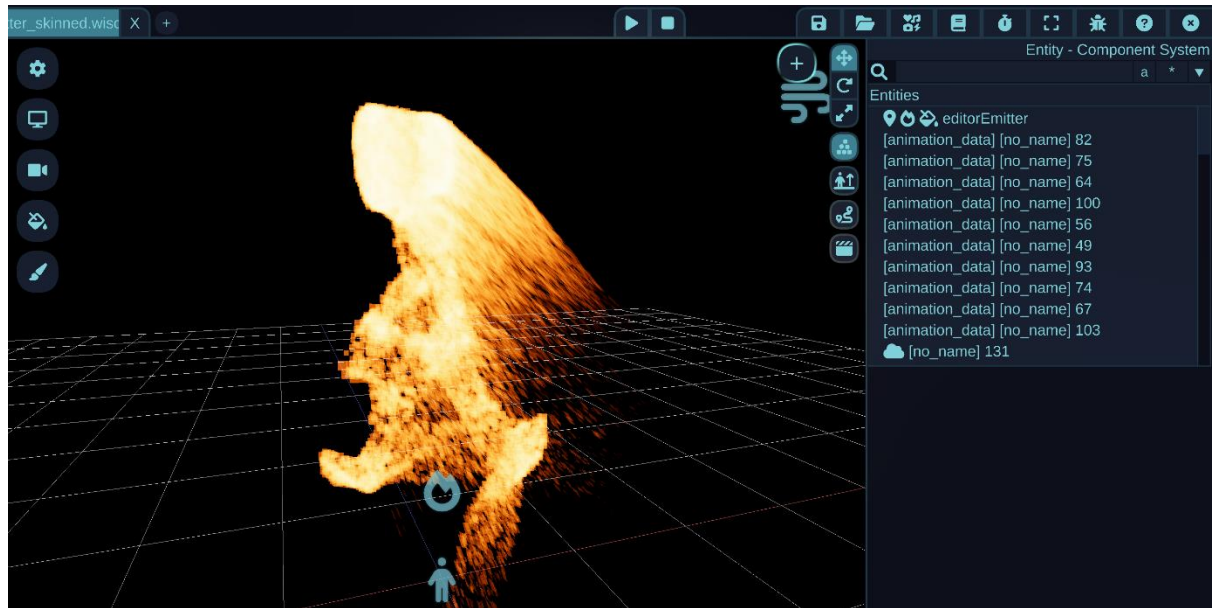 ter_skinned.wisc X +
Entity - Component System
a * ▼
Entities
editorEmitter
[animation_data] [no_name] 82
[animation_data] [no_name] 75
[animation_data] [no_name] 64
[animation_data] [no_name] 100
[animation_data] [no_name] 56
[animation_data] [no_name] 49
[animation_data] [no_name] 93
[animation_data] [no_name] 74
[animation_data] [no_name] 67
[animation_data] [no_name] 103
[no_name] 131